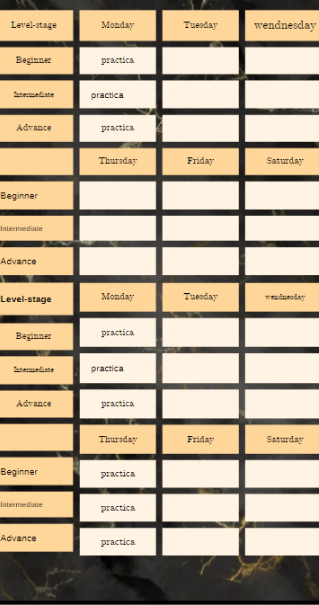 Level-stage Monday Tuesday wendnesday
Beginner practica
Intermediate practica
Advance practica
Thursday Friday Saturday
Beginner
Intermediate
Advance
Level-stage Monday Tuesday wendnesday
Beginner practica
Intermediate practica
Advance practica
Thursday Friday Saturday
Beginner practica
Intermediate practica
Advance practica